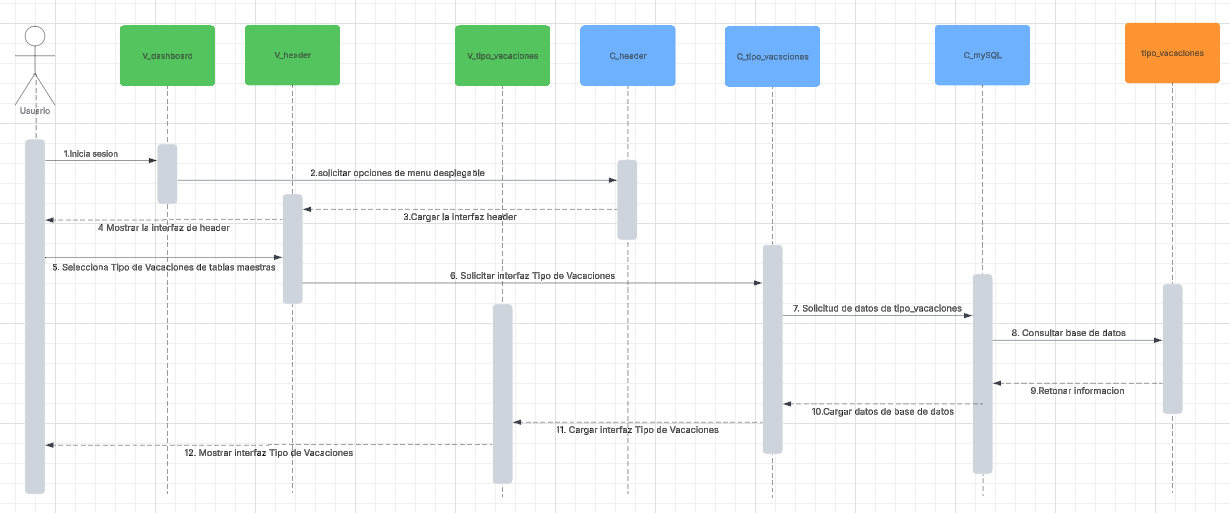 V_dashboard
V_header
V_tipo_vacaciones
C_header
C_tipo_vacaciones
C_mySQL
tipo_vacaciones
Usuario
1.Inicia sesion
2.solicitar opciones de menu desplegable
3.Cargar la interfaz header
4 Mostrar la interfaz de header
5. Selecciona Tipo de Vacaciones de tablas maestras
6. Solicitar interfaz Tipo de Vacaciones
7. Solicitud de datos de tipo_vacaciones
8. Consultar base de datos
9.Retonar informacion
10.Cargar datos de base de datos
11. Cargar interfaz Tipo de Vacaciones
12. Mostrar interfaz Tipo de Vacaciones